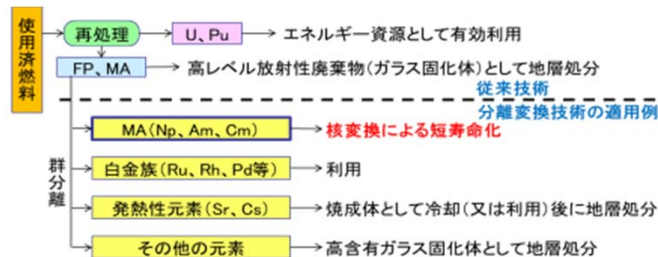 使用済燃料
再処理
U、Pu
エネルギー資源として有効利用
FP、MA
高レベル放射性廃棄物(ガラス固化体)として地層処分
従来技術
分離変換技術の適用例
群分離
MA(Np、Am、Cm)
核変換による短寿命化
白金族(Ru、Rh、Pd等)
利用
発熱性元素(Sr、Cs)
焼成体として冷却(又は利用)後に地層処分
その他の元素
高含有ガラス固化体として地層処分